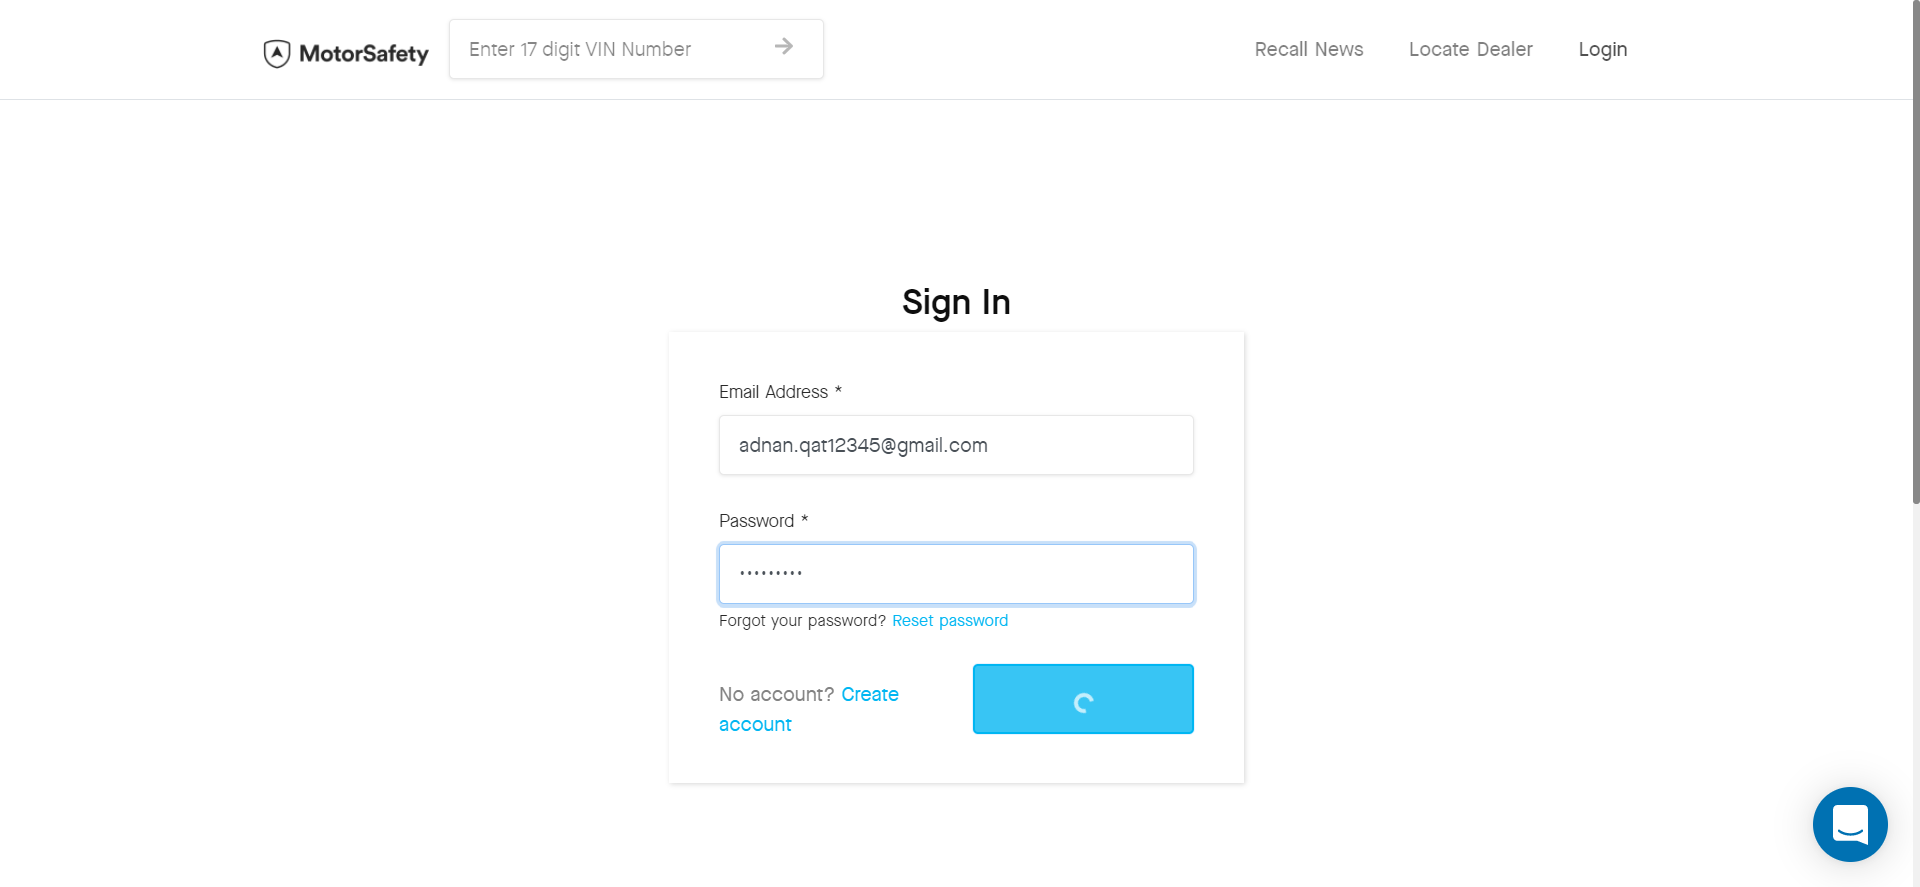 MotorSafety
Enter 17 digit VIN Number
Recall News
Locate Dealer
Login
Sign In
Email Address *
adnan.qat12345@gmail.com
Password *
•••••••••
Forgot your password? Reset password
No account? Create
account